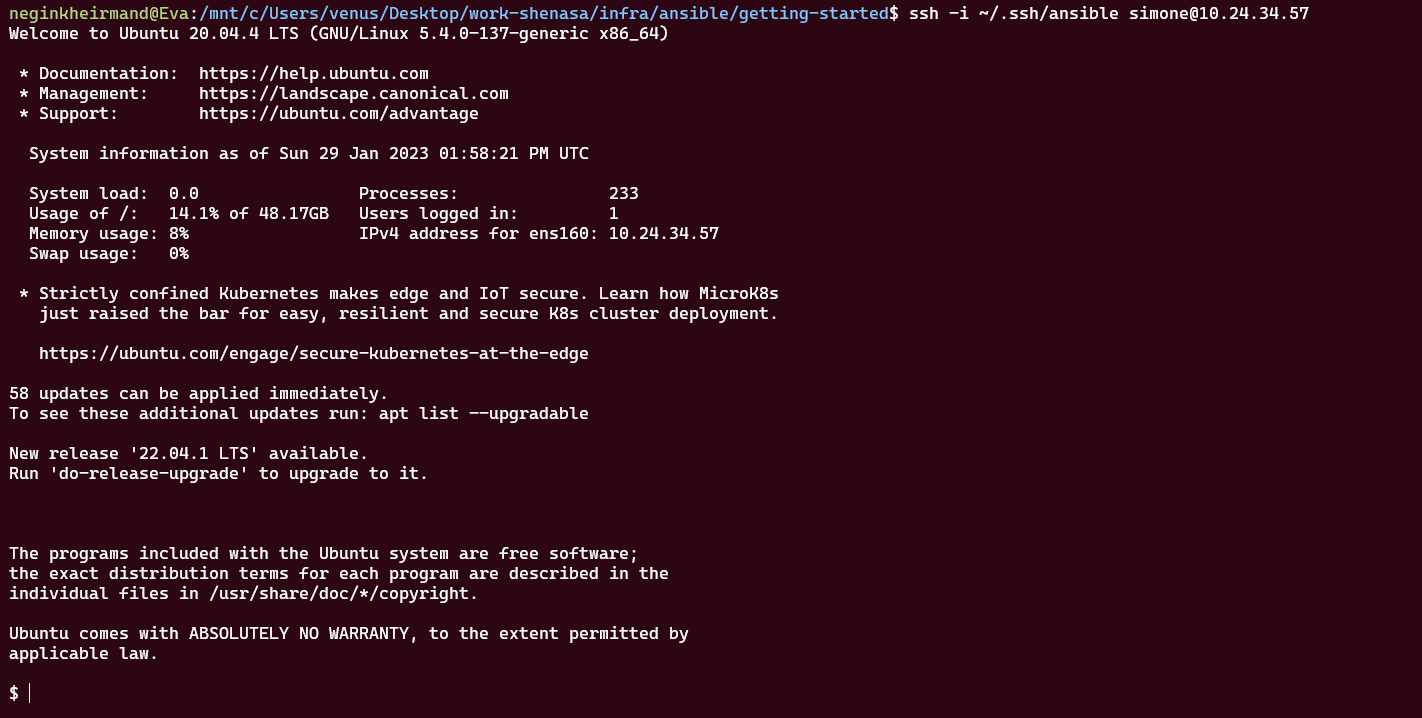 neginkheirmand@Eva:/mnt/c/Users/venus/Desktop/work-shenasa/infra/ansible/getting-started$ ssh -i ~/.ssh/ansible simone@10.24.34.57
Welcome to Ubuntu 20.04.4 LTS (GNU/Linux 5.4.0-137-generic x86_64)
* Documentation:  https://help.ubuntu.com
* Management:     https://landscape.canonical.com
* Support:        https://ubuntu.com/advantage
System information as of Sun 29 Jan 2023 01:58:21 PM UTC
System load:  0.0                Processes:               233
Usage of /:   14.1% of 48.17GB   Users logged in:         1
Memory usage: 8%                 IPv4 address for ens160: 10.24.34.57
Swap usage:   0%
* Strictly confined Kubernetes makes edge and IoT secure. Learn how MicroK8s
just raised the bar for easy, resilient and secure K8s cluster deployment.
https://ubuntu.com/engage/secure-kubernetes-at-the-edge
58 updates can be applied immediately.
To see these additional updates run: apt list --upgradable
New release '22.04.1 LTS' available.
Run 'do-release-upgrade' to upgrade to it.
The programs included with the Ubuntu system are free software;
the exact distribution terms for each program are described in the
individual files in /usr/share/doc/*/copyright.
Ubuntu comes with ABSOLUTELY NO WARRANTY, to the extent permitted by
applicable law.
$